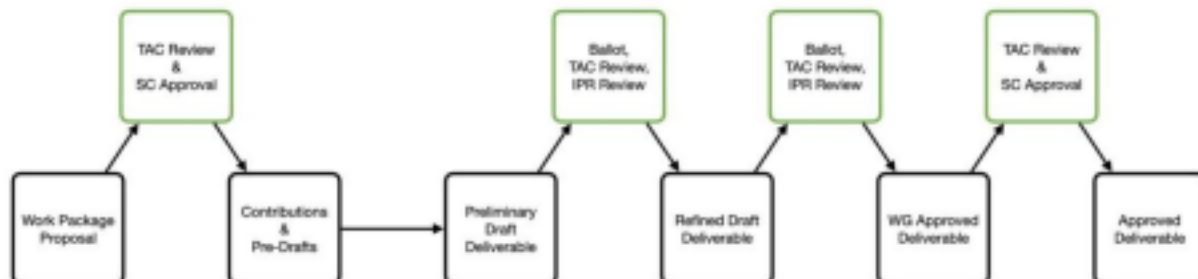 TAC Review
&
SC Approval
Ballot,
TAC Review,
IPR Review
Ballot,
TAC Review,
IPR Review
TAC Review
&
SC Approval
Work Package
Proposal
Contributions
&
Pre-Drafts
Preliminary
Draft
Deliverable
Refined Draft
Deliverable
WG Approved
Deliverable
Approved
Deliverable